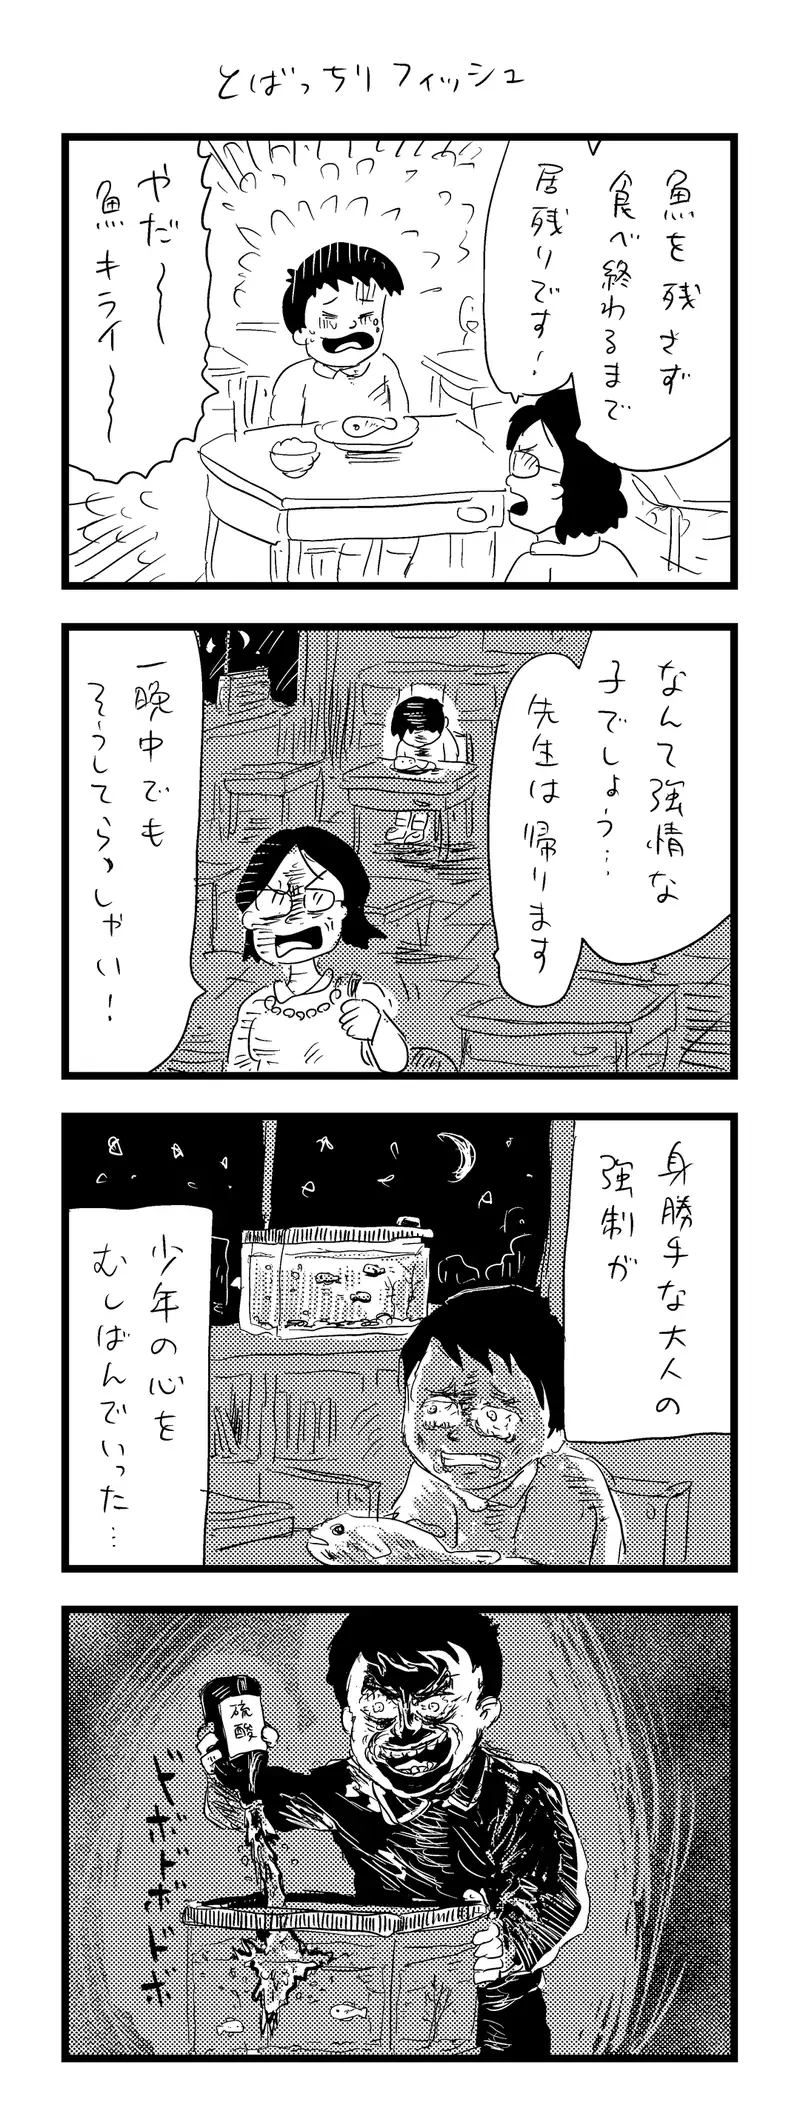 とばっちりフィッシュ
魚を残さず
食べ終わるまで
居残りです!
やだ〜
魚キライ〜〜
なんて強情な
子でしょう…
先生は帰ります
一晩中でも
そうしてらっしゃい!
身勝手な大人の
強制が
少年の心を
むしばんでいった…
硫酸
ドボドボドボ